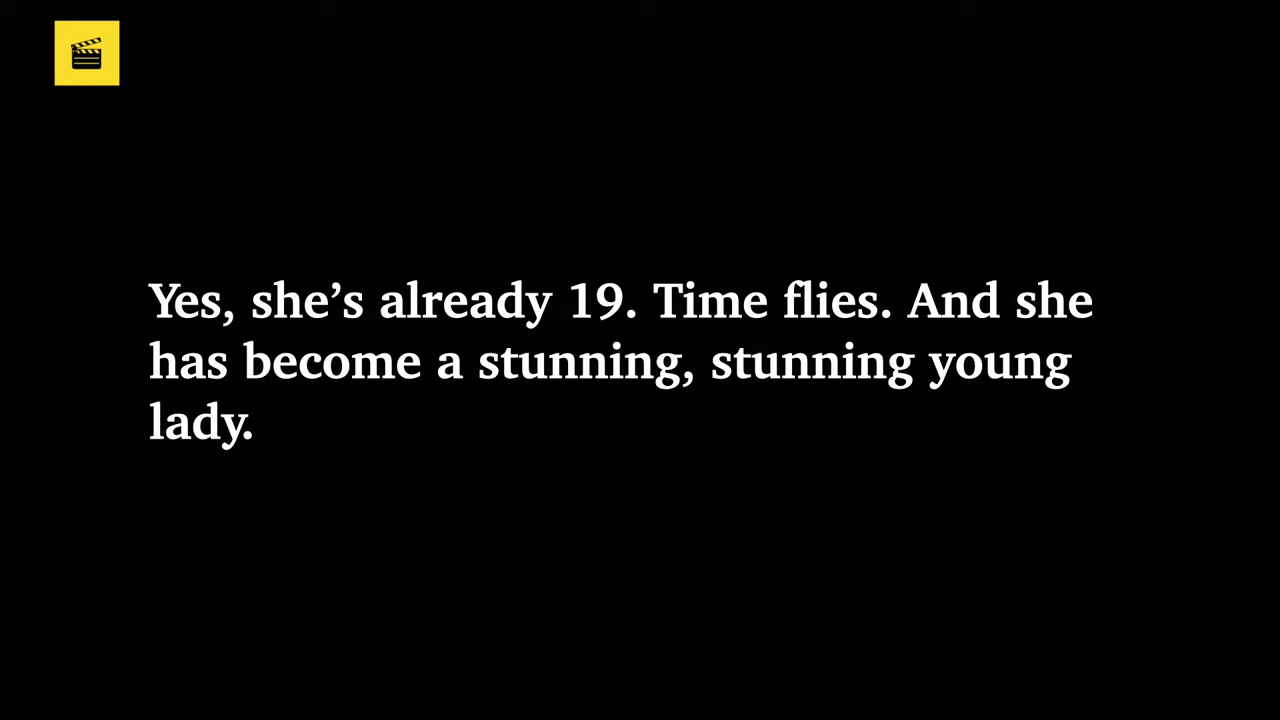 Yes, she’s already 19. Time flies. And she
has become a stunning, stunning young
lady.